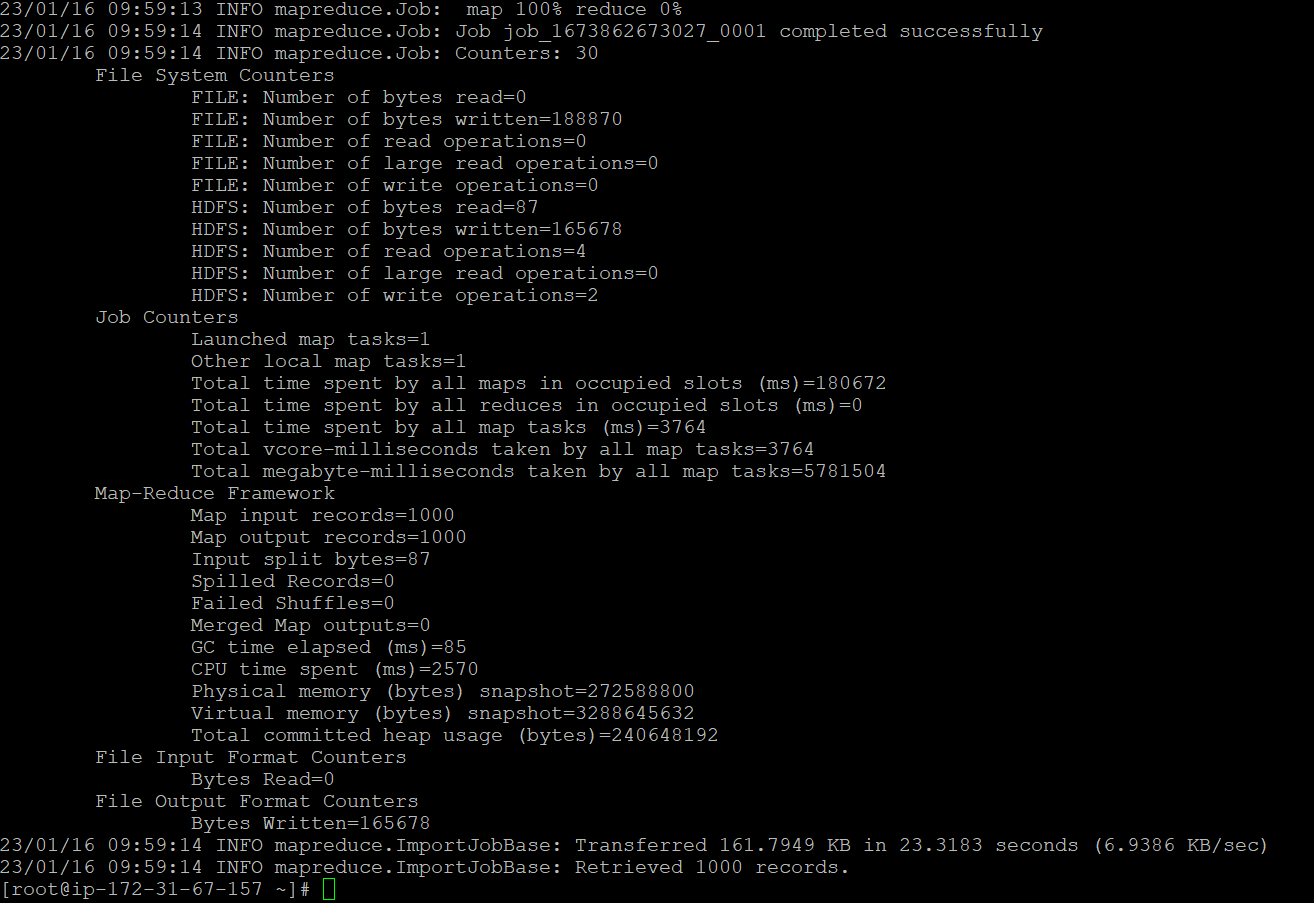 23/01/16 09:59:13 INFO mapreduce.Job:  map 100% reduce 0%
23/01/16 09:59:14 INFO mapreduce.Job: Job job_1673862673027_0001 completed successfully
23/01/16 09:59:14 INFO mapreduce.Job: Counters: 30
File System Counters
FILE: Number of bytes read=0
FILE: Number of bytes written=188870
FILE: Number of read operations=0
FILE: Number of large read operations=0
FILE: Number of write operations=0
HDFS: Number of bytes read=87
HDFS: Number of bytes written=165678
HDFS: Number of read operations=4
HDFS: Number of large read operations=0
HDFS: Number of write operations=2
Job Counters
Launched map tasks=1
Other local map tasks=1
Total time spent by all maps in occupied slots (ms)=180672
Total time spent by all reduces in occupied slots (ms)=0
Total time spent by all map tasks (ms)=3764
Total vcore-milliseconds taken by all map tasks=3764
Total megabyte-milliseconds taken by all map tasks=5781504
Map-Reduce Framework
Map input records=1000
Map output records=1000
Input split bytes=87
Spilled Records=0
Failed Shuffles=0
Merged Map outputs=0
GC time elapsed (ms)=85
CPU time spent (ms)=2570
Physical memory (bytes) snapshot=272588800
Virtual memory (bytes) snapshot=3288645632
Total committed heap usage (bytes)=240648192
File Input Format Counters
Bytes Read=0
File Output Format Counters
Bytes Written=165678
23/01/16 09:59:14 INFO mapreduce.ImportJobBase: Transferred 161.7949 KB in 23.3183 seconds (6.9386 KB/sec)
23/01/16 09:59:14 INFO mapreduce.ImportJobBase: Retrieved 1000 records.
[root@ip-172-31-67-157 ~]#